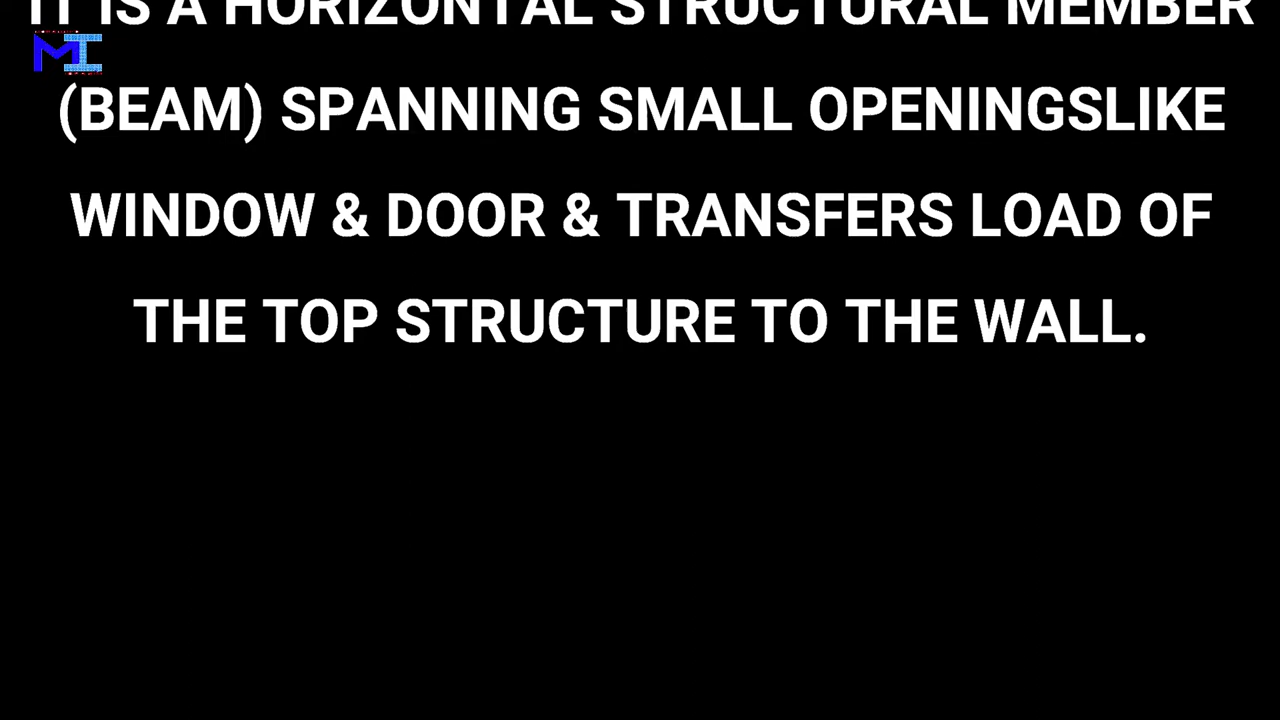 IT IS A HORIZONTAL STRUCTURAL MEMBER
MI
(BEAM) SPANNING SMALL OPENINGSLIKE
WINDOW & DOOR & TRANSFERS LOAD OF
THE TOP STRUCTURE TO THE WALL.